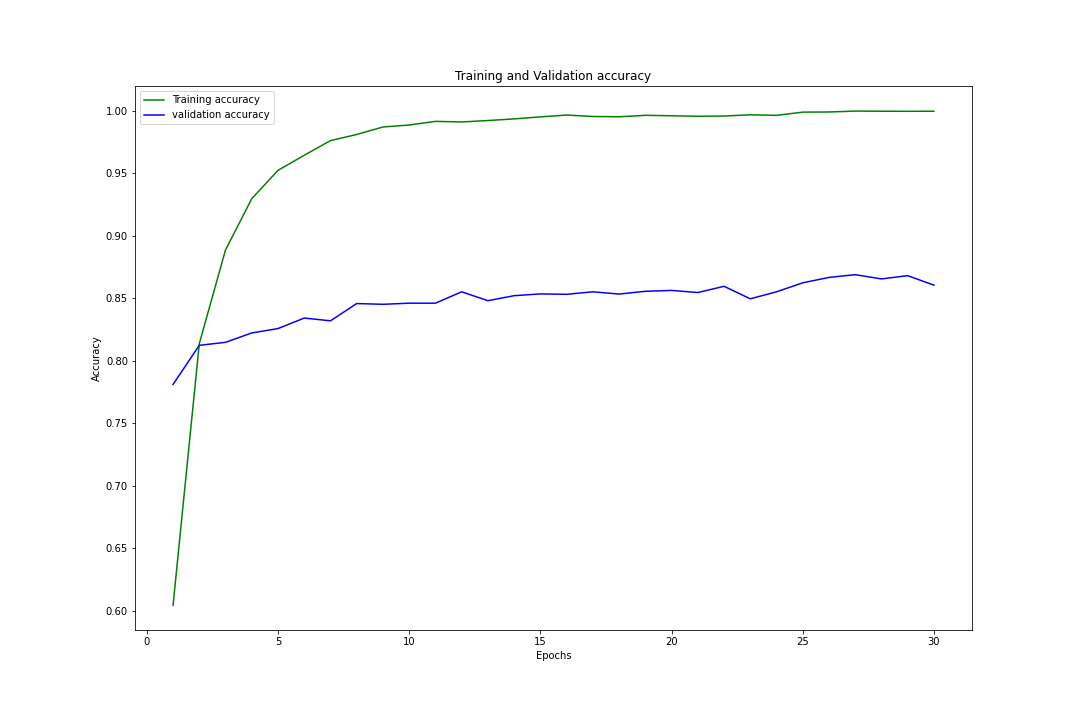 Training and Validation accuracy
Training accuracy
validation accuracy
1.00
0.95
0.90
0.85
0.80
0.75
0.70
0.65
0.60
Accuracy
0 5 10 15 20 25 30
Epochs